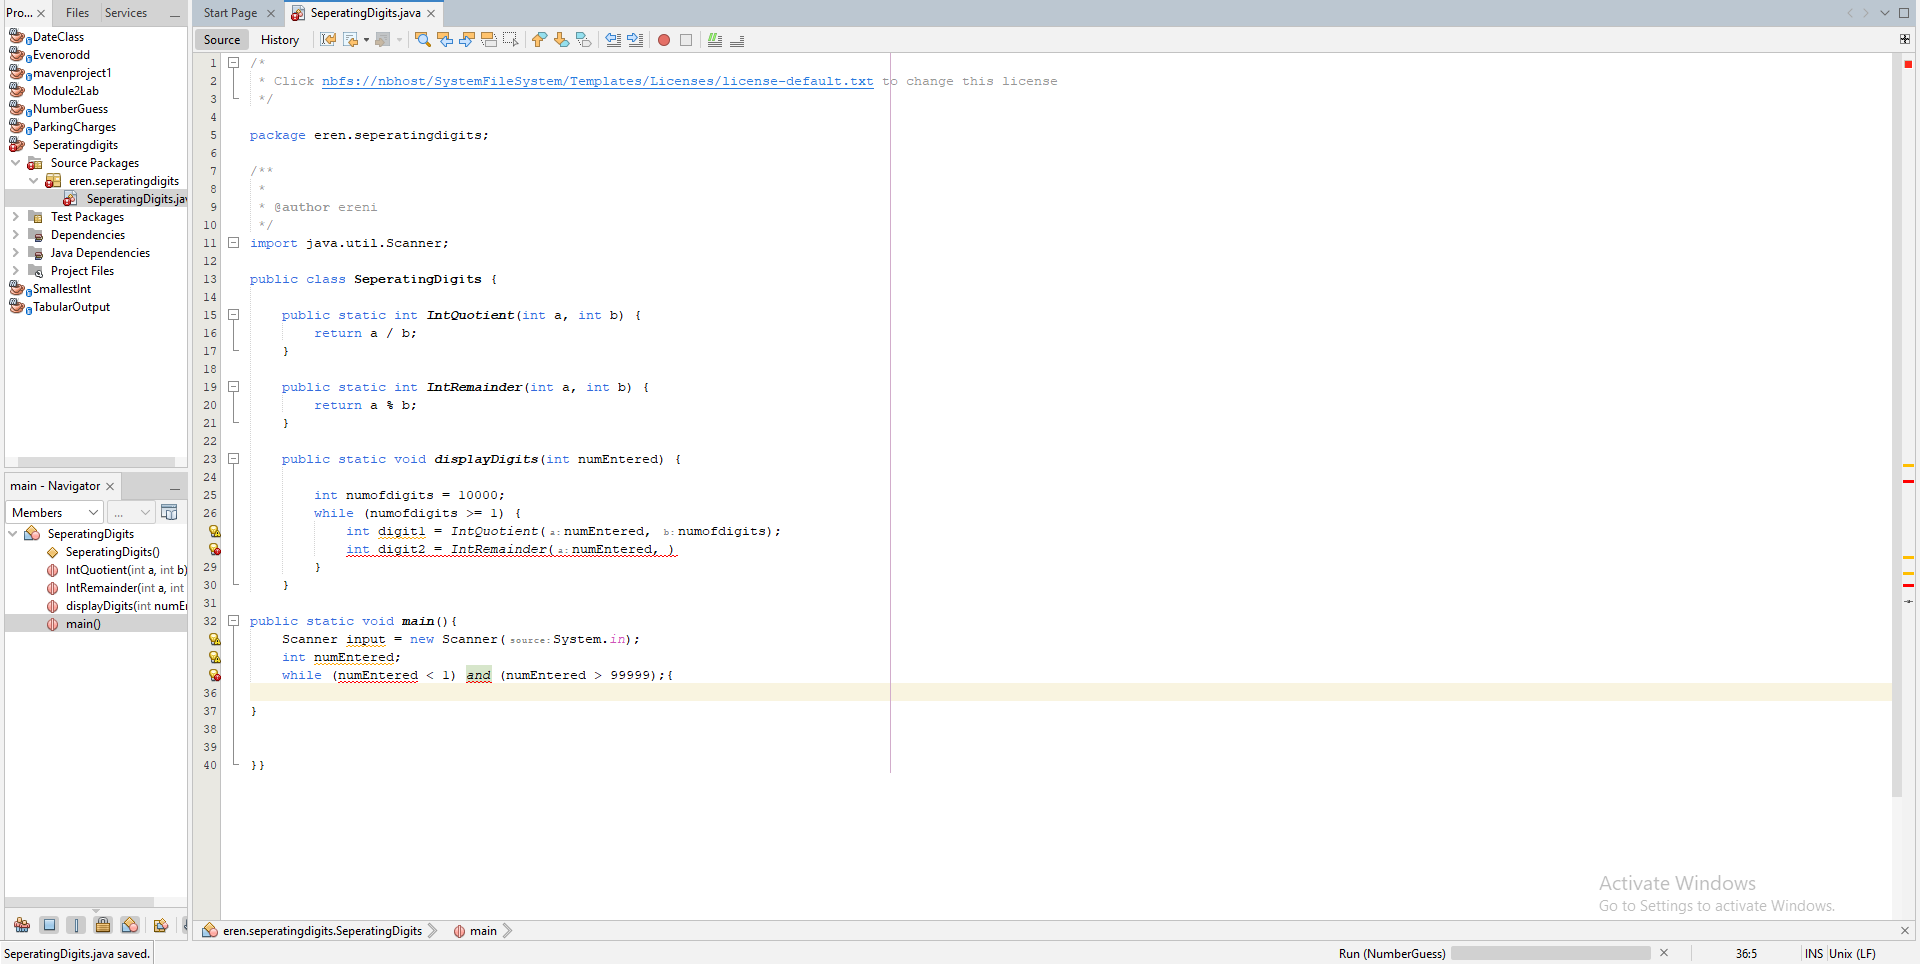 Pro... Files Services
DateClass
Evenorodd
mavenproject1
Module2Lab
NumberGuess
ParkingCharges
Seperatingdigits
Source Packages
eren.seperatingdigits
SeperatingDigits.jav
Test Packages
Dependencies
Java Dependencies
Project Files
SmallestInt
TabularOutput
main - Navigator
Members ...
SeperatingDigits
SeperatingDigits()
IntQuotient(int a, int b)
IntRemainder(int a, int
displayDigits(int numEr
main()
Start Page SeperatingDigits.java
Source History
1 /*
2 * Click nbfs://nbhost/SystemFileSystem/Templates/Licenses/license-default.txt to change this license
3 */
4
5 package eren.seperatingdigits;
6
7 /**
8 *
9 * @author ereni
10 */
11 import java.util.Scanner;
12
13 public class SeperatingDigits {
14
15 public static int IntQuotient(int a, int b) {
16 return a / b;
17 }
18
19 public static int IntRemainder(int a, int b) {
20 return a % b;
21 }
22
23 public static void displayDigits(int numEntered) {
24
25 int numofdigits = 10000;
26 while (numofdigits >= 1) {
int digit1 = IntQuotient( a: numEntered, b: numofdigits);
int digit2 = IntRemainder( a: numEntered, )
29 }
30 }
31
32 public static void main(){
Scanner input = new Scanner( source: System.in);
int numEntered;
while (numEntered < 1) and (numEntered > 99999);{
36
37 }
38
39
40 }}
Activate Windows
Go to Settings to activate Windows.
eren.seperatingdigits.SeperatingDigits main
SeperatingDigits.java saved. Run (NumberGuess) 36:5 INS Unix (LF)